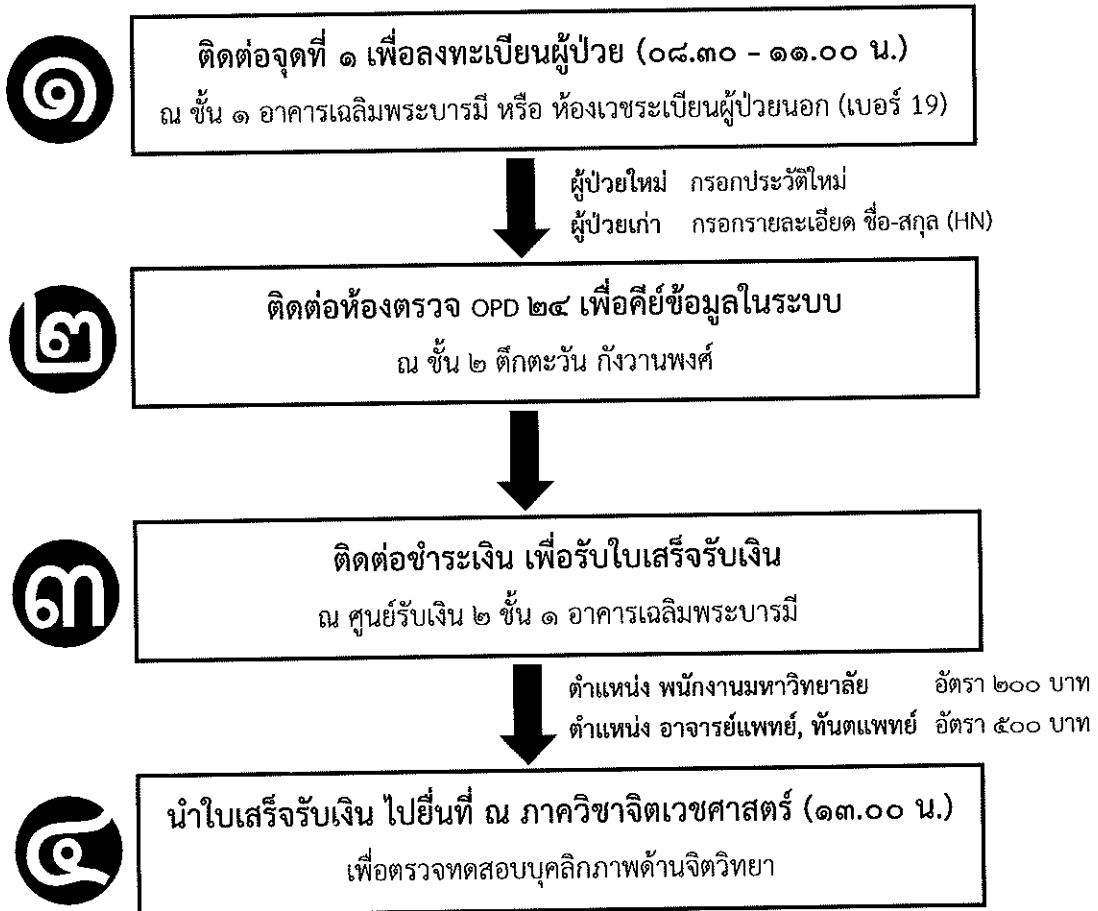 ๑
ติดต่อจุดที่ ๑ เพื่อลงทะเบียนผู้ป่วย (๐๘.๓๐ - ๑๑.๐๐ น.)
ณ ชั้น ๑ อาคารเฉลิมพระบารมี หรือ ห้องเวชระเบียนผู้ป่วยนอก (เบอร์ 19)
ผู้ป่วยใหม่ กรอกประวัติใหม่
ผู้ป่วยเก่า กรอกรายละเอียด ชื่อ-สกุล (HN)
๒
ติดต่อห้องตรวจ OPD ๒๔ เพื่อคีย์ข้อมูลในระบบ
ณ ชั้น ๒ ตึกตะวัน กังวานพงศ์
๓
ติดต่อชำระเงิน เพื่อรับใบเสร็จรับเงิน
ณ ศูนย์รับเงิน ๒ ชั้น ๑ อาคารเฉลิมพระบารมี
ตำแหน่ง พนักงานมหาวิทยาลัย อัตรา ๒๐๐ บาท
ตำแหน่ง อาจารย์แพทย์, ทันตแพทย์ อัตรา ๕๐๐ บาท
๔
นำใบเสร็จรับเงิน ไปยื่นที่ ณ ภาควิชาจิตเวชศาสตร์ (๑๓.๐๐ น.)
เพื่อตรวจทดสอบบุคลิกภาพด้านจิตวิทยา